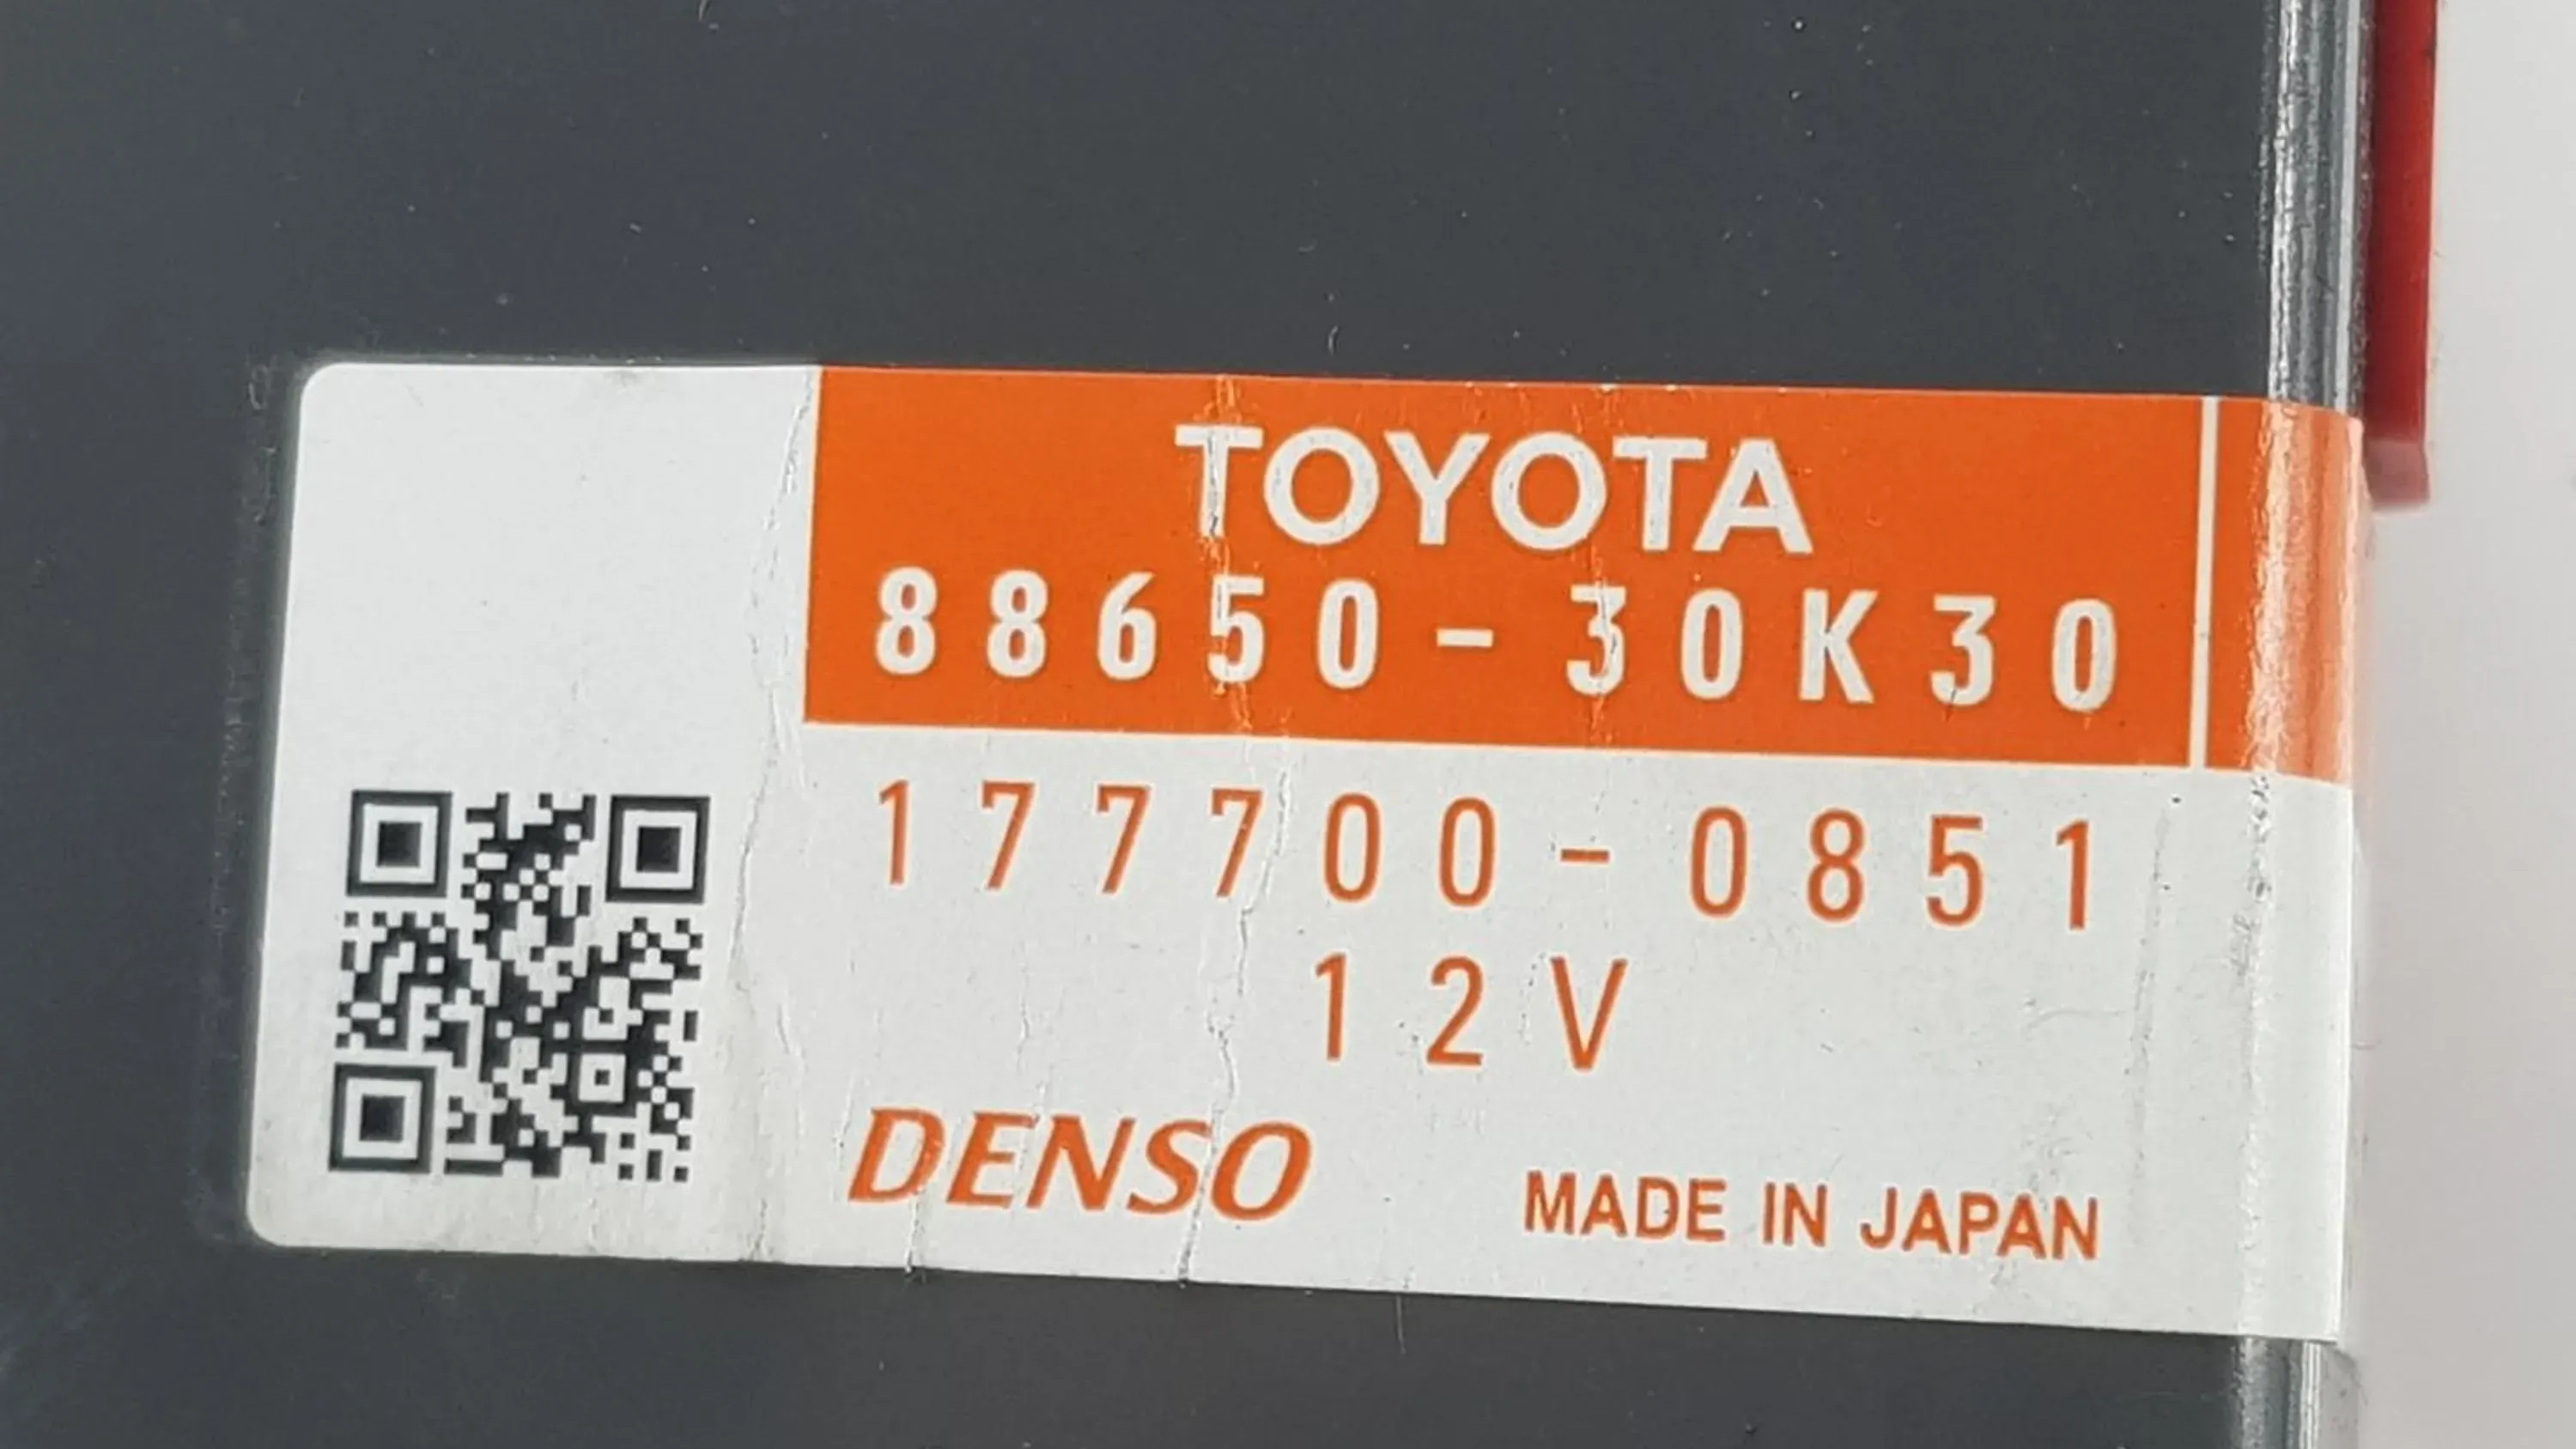 TOYOTA
88650-30K30
177700-0851
12V
DENSO
MADE IN JAPAN